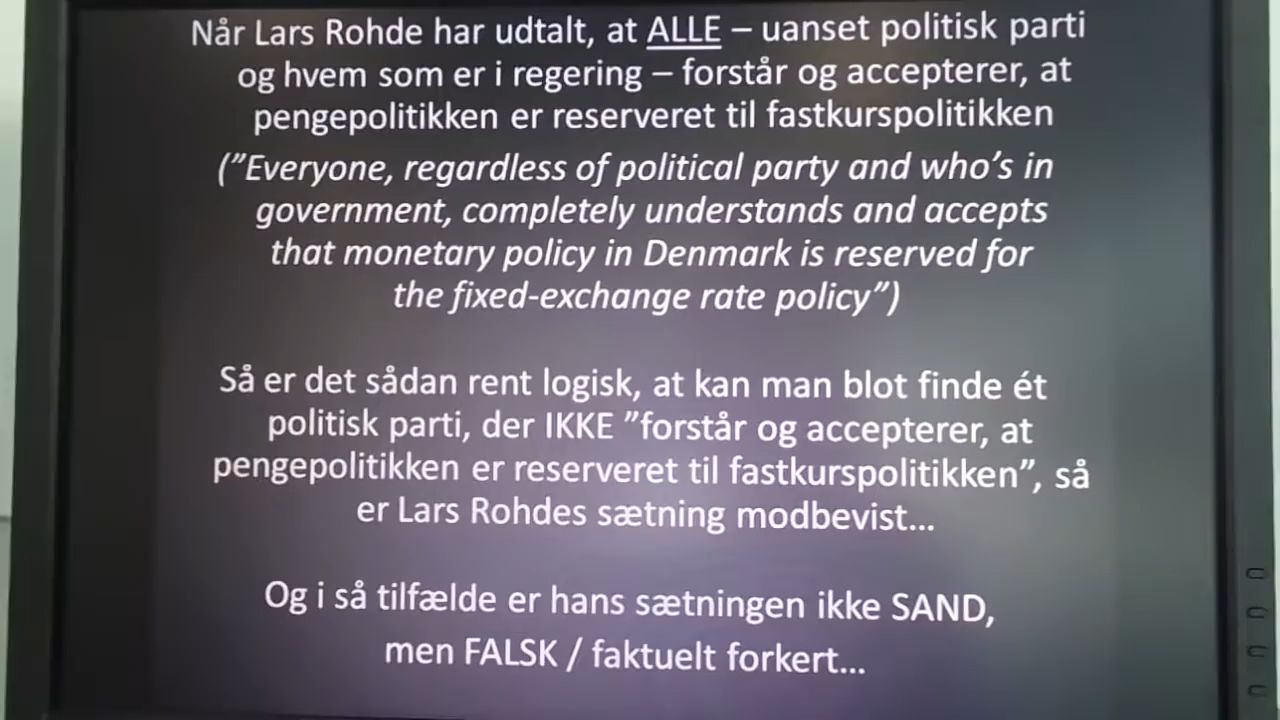 Når Lars Rohde har udtalt, at ALLE – uanset politisk parti
og hvem som er i regering – forstår og accepterer, at
pengepolitikken er reserveret til fastkurspolitikken
(”Everyone, regardless of political party and who’s in
government, completely understands and accepts
that monetary policy in Denmark is reserved for
the fixed-exchange rate policy”)
Så er det sådan rent logisk, at kan man blot finde ét
politisk parti, der IKKE ”forstår og accepterer, at
pengepolitikken er reserveret til fastkurspolitikken”, så
er Lars Rohdes sætning modbevist...
Og i så tilfælde er hans sætningen ikke SAND,
men FALSK / faktuelt forkert...